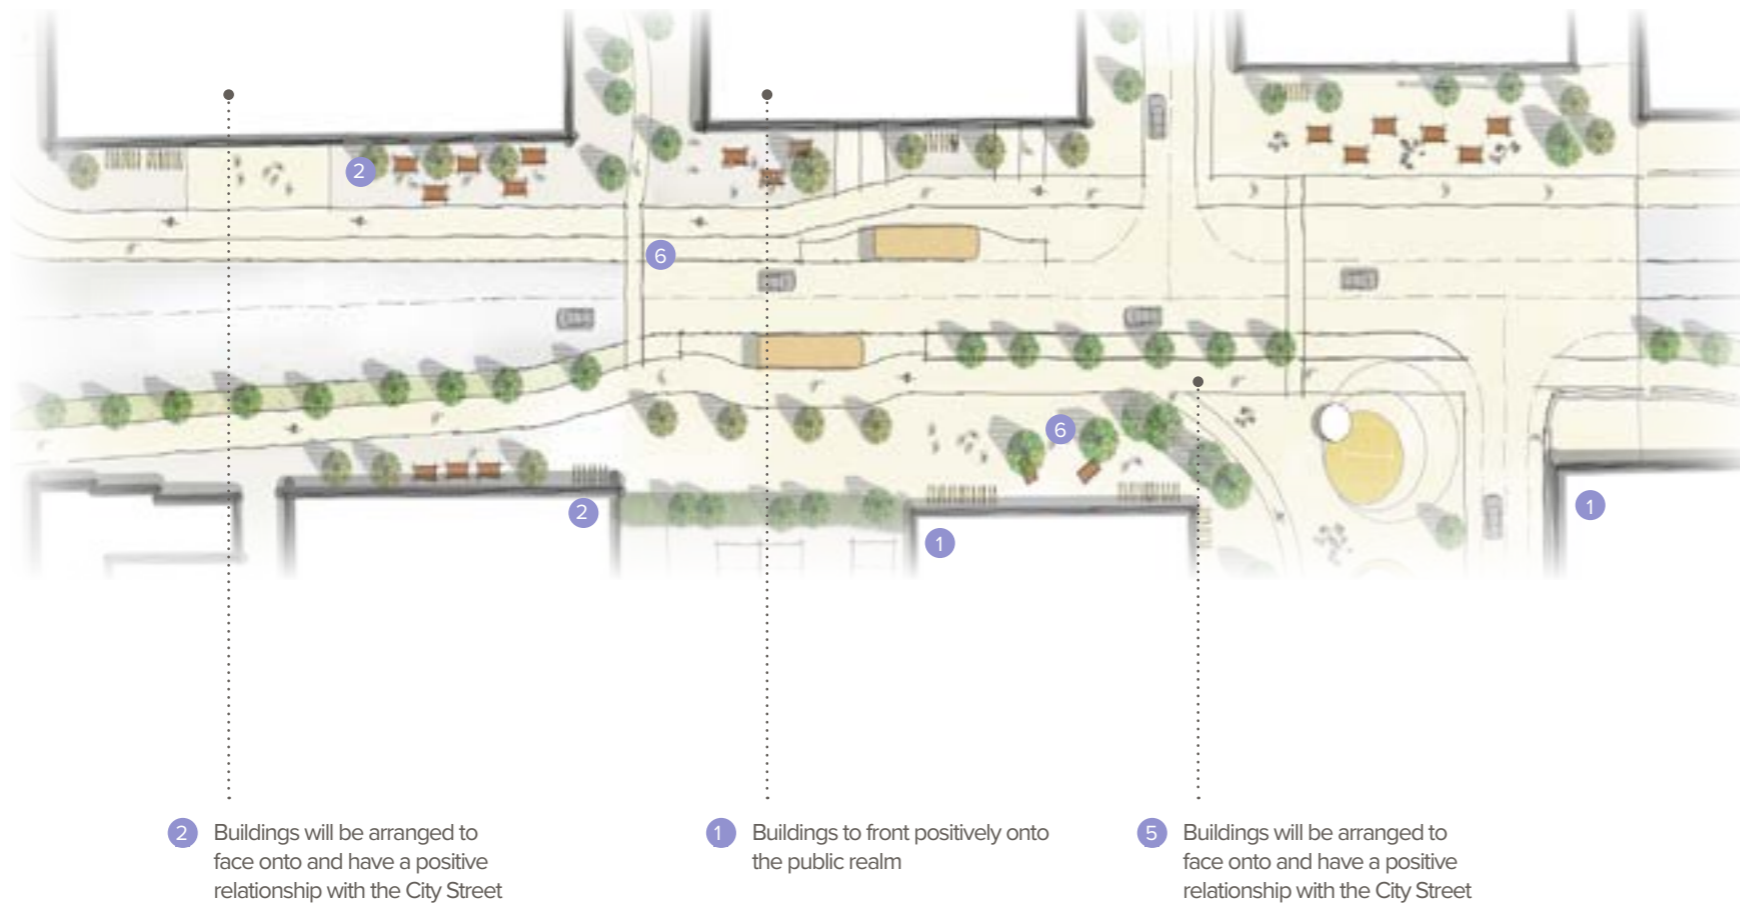 2
6
6
2
1
1
2 Buildings will be arranged to
face onto and have a positive
relationship with the City Street
1 Buildings to front positively onto
the public realm
5 Buildings will be arranged to
face onto and have a positive
relationship with the City Street